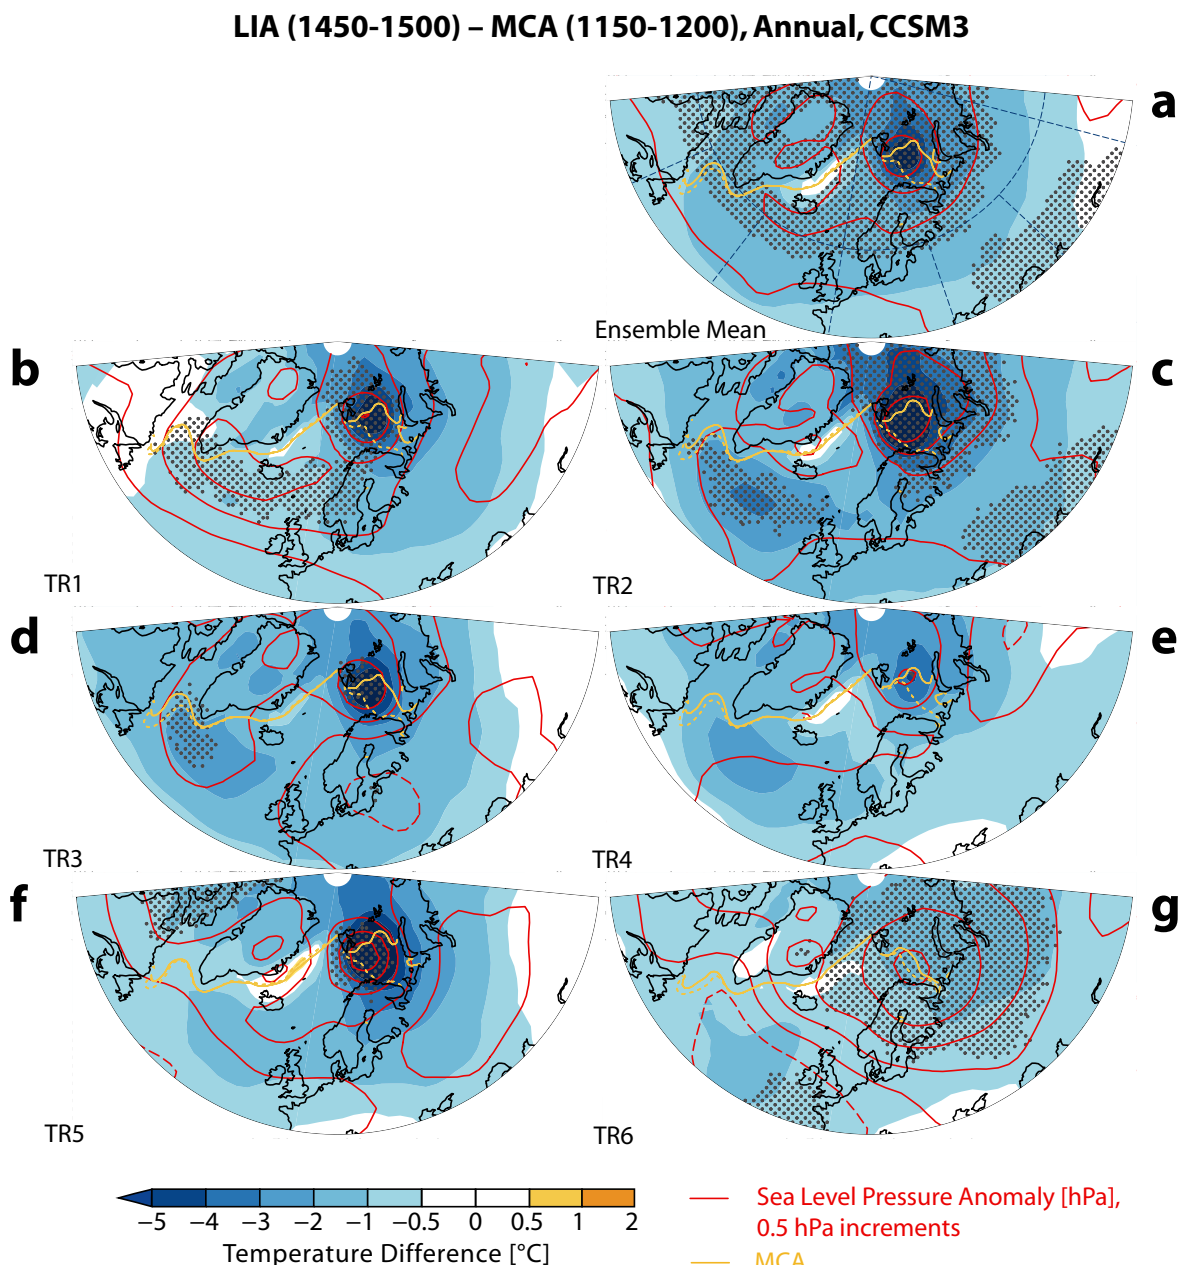 LIA (1450-1500) – MCA (1150-1200), Annual, CCSM3
a
Ensemble Mean
b
TR1
c
TR2
d
TR3
e
TR4
f
TR5
g
TR6
−5 −4 −3 −2 −1 −0.5 0 0.5 1 2
Temperature Difference [°C]
Sea Level Pressure Anomaly [hPa],
0.5 hPa increments
MCA